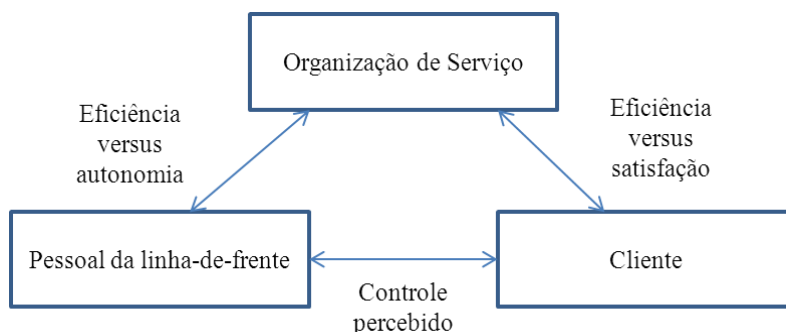 Organização de Serviço
Eficiência
versus
autonomia
Eficiência
versus
satisfação
Pessoal da linha-de-frente
Cliente
Controle
percebido